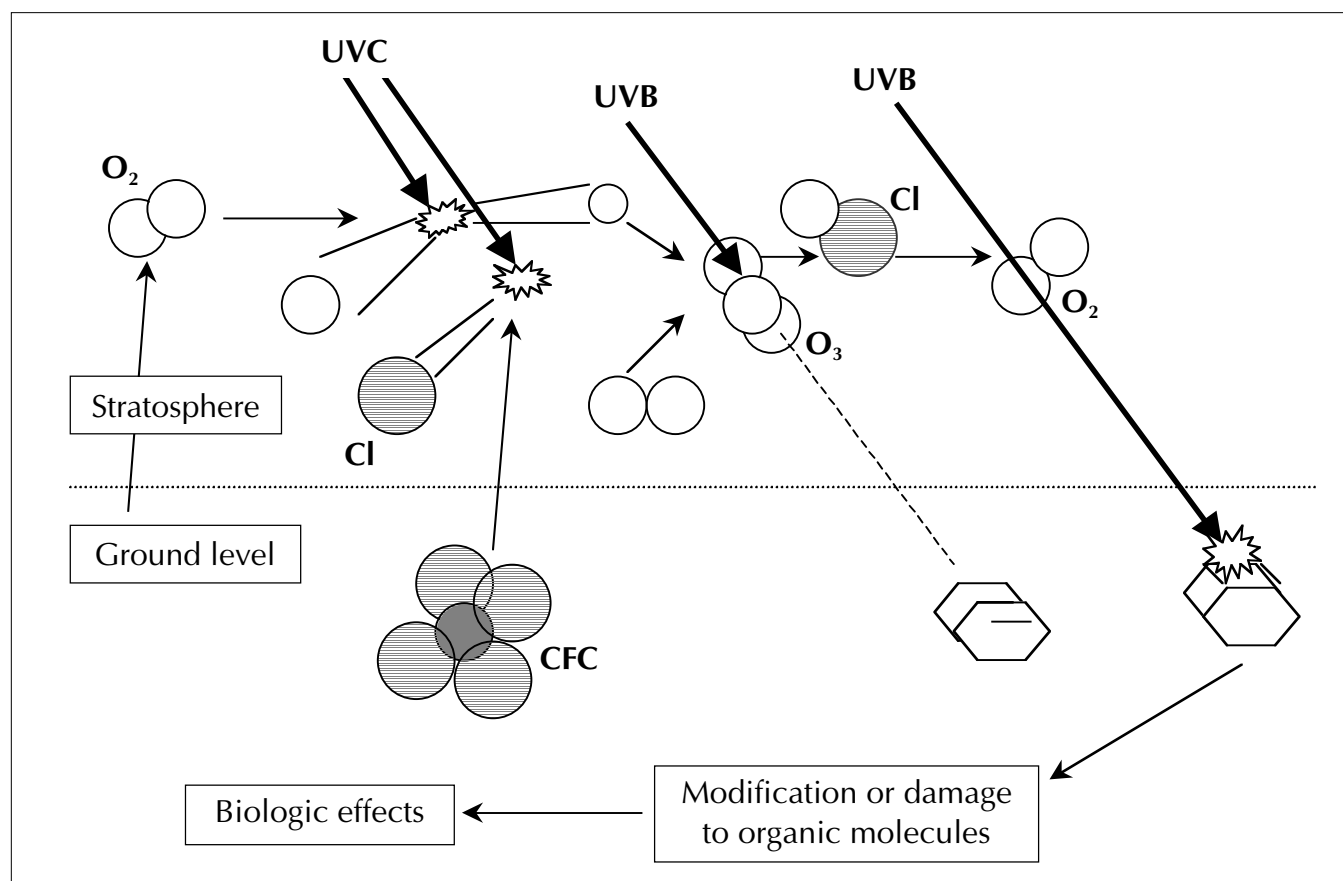 UVC
UVB
UVB
O₂
Cl
O₂
O₃
Stratosphere
Cl
Ground level
CFC
Modification or damage
to organic molecules
Biologic effects